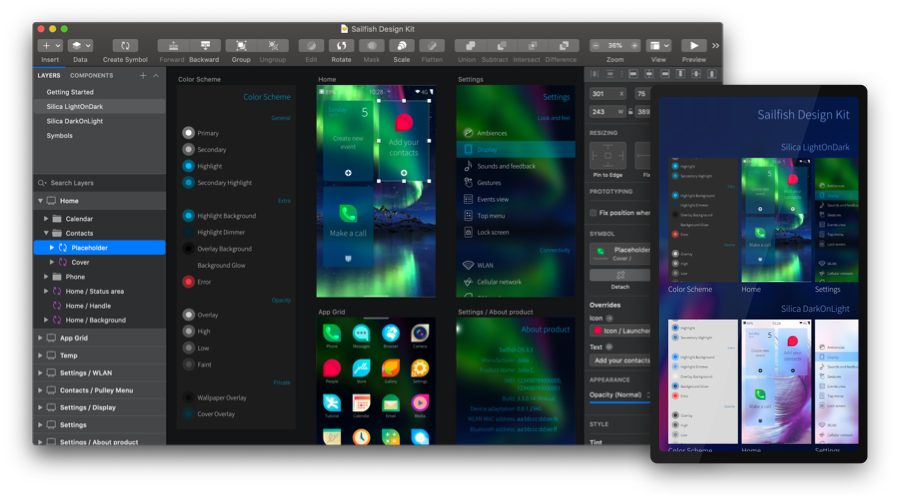 Sailfish Design Kit
Insert
Data
Create Symbol
Forward
Backward
Group
Ungroup
Edit
Rotate
Mask
Scale
Flatten
Union
Subtract
Intersect
Difference
36%
Zoom
View
Preview
LAYERS
COMPONENTS
Getting Started
Silica LightOnDark
Silica DarkOnLight
Symbols
Search Layers
Home
Calendar
Contacts
Placeholder
Cover
Phone
Home / Status area
Home / Handle
Home / Background
App Grid
Temp
Settings / WLAN
Contacts / Pulley Menu
Settings / Display
Settings
Settings / About product
Color Scheme
Color Scheme
General
Primary
Secondary
Highlight
Secondary Highlight
Extra
Highlight Background
Highlight Dimmer
Overlay Background
Background Glow
Error
Opacity
Overlay
High
Low
Faint
Private
Wallpaper Overlay
Cover Overlay
Home
89%
10:28
4G
Sunday
5
Create new
event
Add your
contacts
Make a call
App Grid
Phone
Messages
Browser
Camera
People
Store
Gallery
Settings
Tutorial
Calendar
Email
Media
Settings
Settings
Look and feel
Ambiences
Display
Sounds and feedback
Gestures
Events view
Top menu
Lock screen
Connectivity
WLAN
Cellular network
Settings / About product
About product
Sailfish OS 3.3
301
X
75
243
W
389
RESIZING
Pin to Edge
PROTOTYPING
Fix position when
SYMBOL
Placeholder
Cover /
Detach
Overrides
Icon
Icon / Launcher
Text
Add your contacts
APPEARANCE
Opacity (Normal)
STYLE
Tint
Sailfish Design Kit
Silica LightOnDark
Color Scheme
Home
Settings
Silica DarkOnLight
Color Scheme
Home
Settings